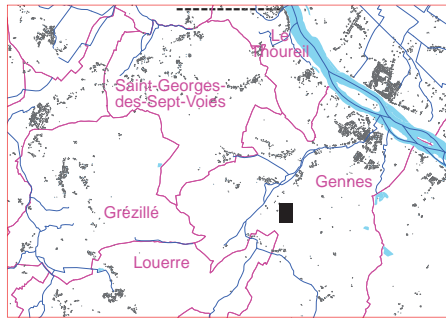 Le
Thoureil
Saint-Georges-
des-Sept-Voies
Gennes
Grézillé
Louerre